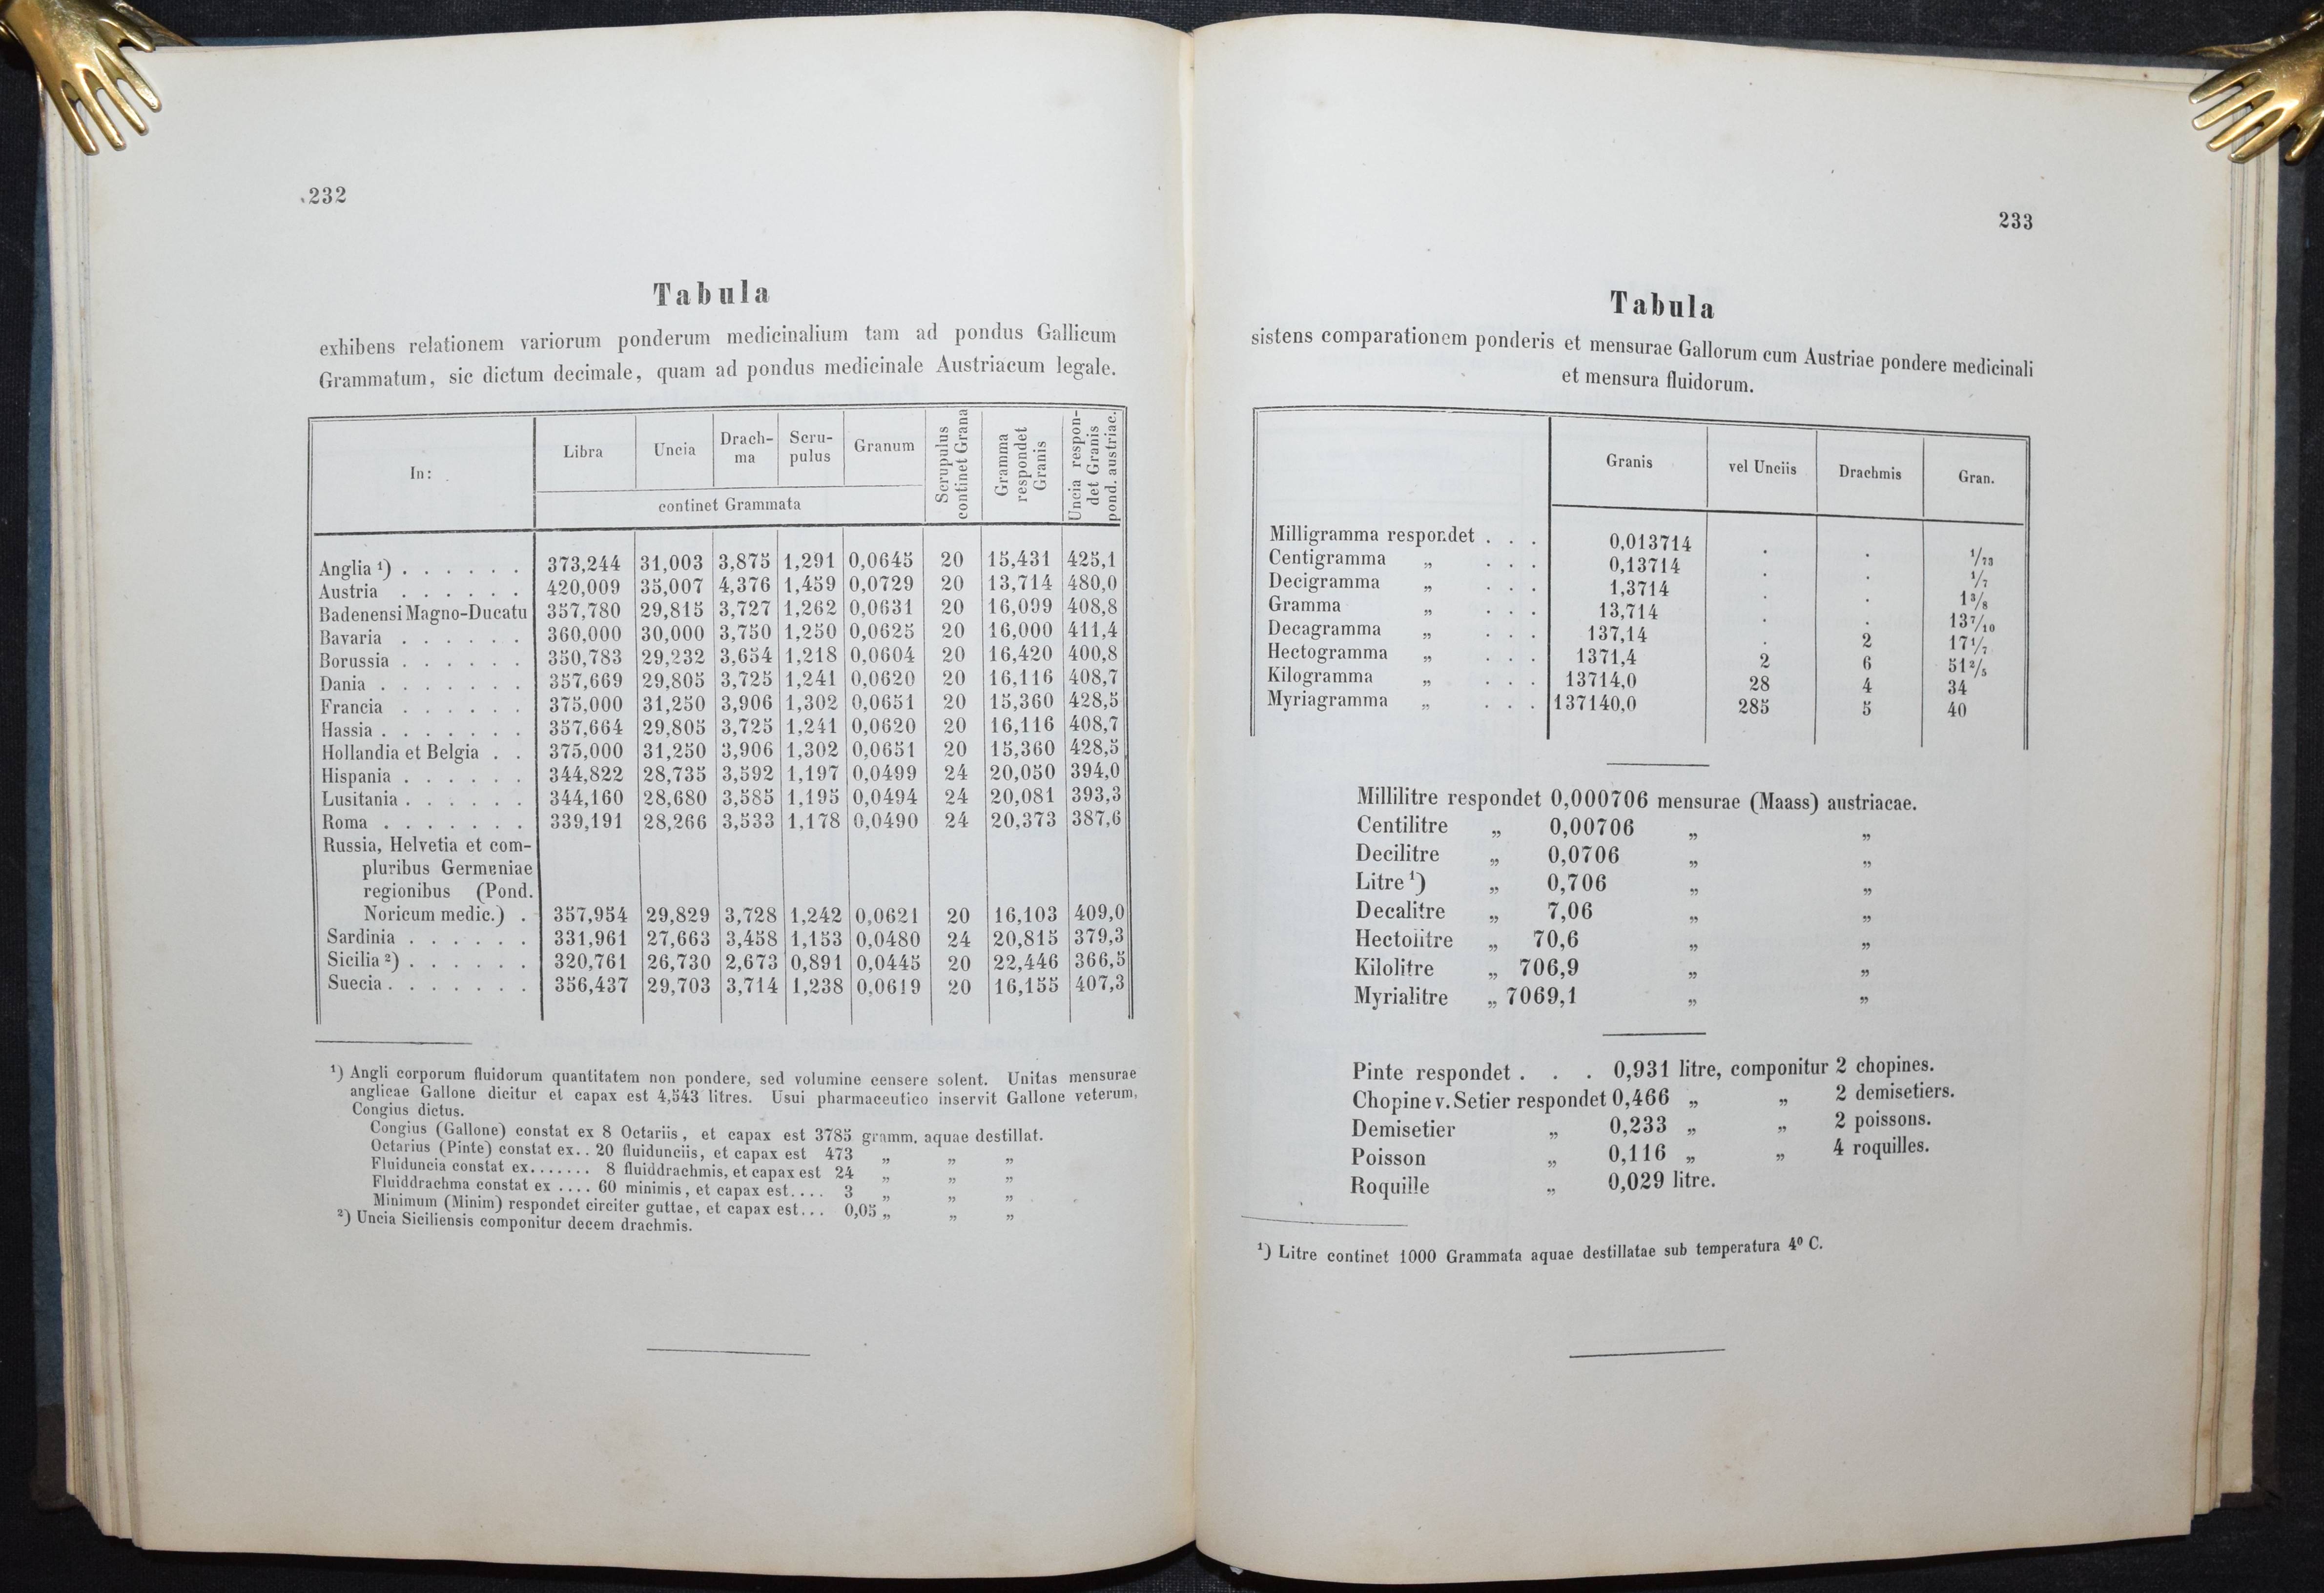 232
Tabula
exhibens relationem variorum ponderum medicinalium tam ad pondus Gallicum
Grammatum, sic dictum decimale, quam ad pondus medicinale Austriacum legale.
In: Libra Uncia Drach-ma Scru-pulus Granum Scrupulus continet Grana Gramma respondet Granis Uncia respon-det Granis pond. austriac.
continet Grammata
Anglia ¹) . . . . . . 373,244 31,003 3,875 1,291 0,0645 20 15,431 425,1
Austria . . . . . . 420,009 35,007 4,376 1,459 0,0729 20 13,714 480,0
Badenensi Magno-Ducatu 357,780 29,815 3,727 1,262 0,0631 20 16,099 408,8
Bavaria . . . . . . 360,000 30,000 3,750 1,250 0,0625 20 16,000 411,4
Borussia . . . . . . 350,783 29,232 3,654 1,218 0,0604 20 16,420 400,8
Dania . . . . . . . 357,669 29,805 3,725 1,241 0,0620 20 16,116 408,7
Francia . . . . . . 375,000 31,250 3,906 1,302 0,0651 20 15,360 428,5
Hassia . . . . . . . 357,664 29,805 3,725 1,241 0,0620 20 16,116 408,7
Hollandia et Belgia . . 375,000 31,250 3,906 1,302 0,0651 20 15,360 428,5
Hispania . . . . . . 344,822 28,735 3,592 1,197 0,0499 24 20,050 394,0
Lusitania . . . . . . 344,160 28,680 3,585 1,195 0,0494 24 20,081 393,3
Roma . . . . . . . 339,191 28,266 3,533 1,178 0,0490 24 20,373 387,6
Russia, Helvetia et com-
pluribus Germaniae
regionibus (Pond.
Noricum medic.) . 357,954 29,829 3,728 1,242 0,0621 20 16,103 409,0
Sardinia . . . . . . 331,961 27,663 3,458 1,153 0,0480 24 20,815 379,3
Sicilia ²) . . . . . . 320,761 26,730 2,673 0,891 0,0445 20 22,446 366,5
Suecia . . . . . . . 356,437 29,703 3,714 1,238 0,0619 20 16,155 407,3
¹) Angli corporum fluidorum quantitatem non pondere, sed volumine censere solent. Unitas mensurae
anglicae Gallone dicitur et capax est 4,543 litres. Usui pharmaceutico inservit Gallone veterum,
Congius dictus.
Congius (Gallone) constat ex 8 Octariis, et capax est 3785 gramm. aquae destillat.
Octarius (Pinte) constat ex.. 20 fluidunciis, et capax est 473 „ „ „
Fluiduncia constat ex....... 8 fluiddrachmis, et capax est 24 „ „ „
Fluiddrachma constat ex .... 60 minimis, et capax est.... 3 „ „ „
Minimum (Minim) respondet circiter guttae, et capax est... 0,05 „ „ „
²) Uncia Siciliensis componitur decem drachmis.
233
Tabula
sistens comparationem ponderis et mensurae Gallorum cum Austriae pondere medicinali
et mensura fluidorum.
Granis vel Unciis Drachmis Gran.
Milligramma respondet . . . 0,013714 . . 1/73
Centigramma „ . . . 0,13714 . . 1/7
Decigramma „ . . . 1,3714 . . 1 3/8
Gramma „ . . . 13,714 . . 13 7/10
Decagramma „ . . . 137,14 . 2 17 1/7
Hectogramma „ . . . 1371,4 2 6 51 2/5
Kilogramma „ . . . 13714,0 28 4 34
Myriagramma „ . . . 137140,0 285 5 40
Millilitre respondet 0,000706 mensurae (Maass) austriacae.
Centilitre „ 0,00706 „ „
Decilitre „ 0,0706 „ „
Litre ¹) „ 0,706 „ „
Decalitre „ 7,06 „ „
Hectolitre „ 70,6 „ „
Kilolitre „ 706,9 „ „
Myrialitre „ 7069,1 „ „
Pinte respondet . . . 0,931 litre, componitur 2 chopines.
Chopine v. Setier respondet 0,466 „ „ 2 demisetiers.
Demisetier „ 0,233 „ „ 2 poissons.
Poisson „ 0,116 „ „ 4 roquilles.
Roquille „ 0,029 litre.
¹) Litre continet 1000 Grammata aquae destillatae sub temperatura 4⁰ C.